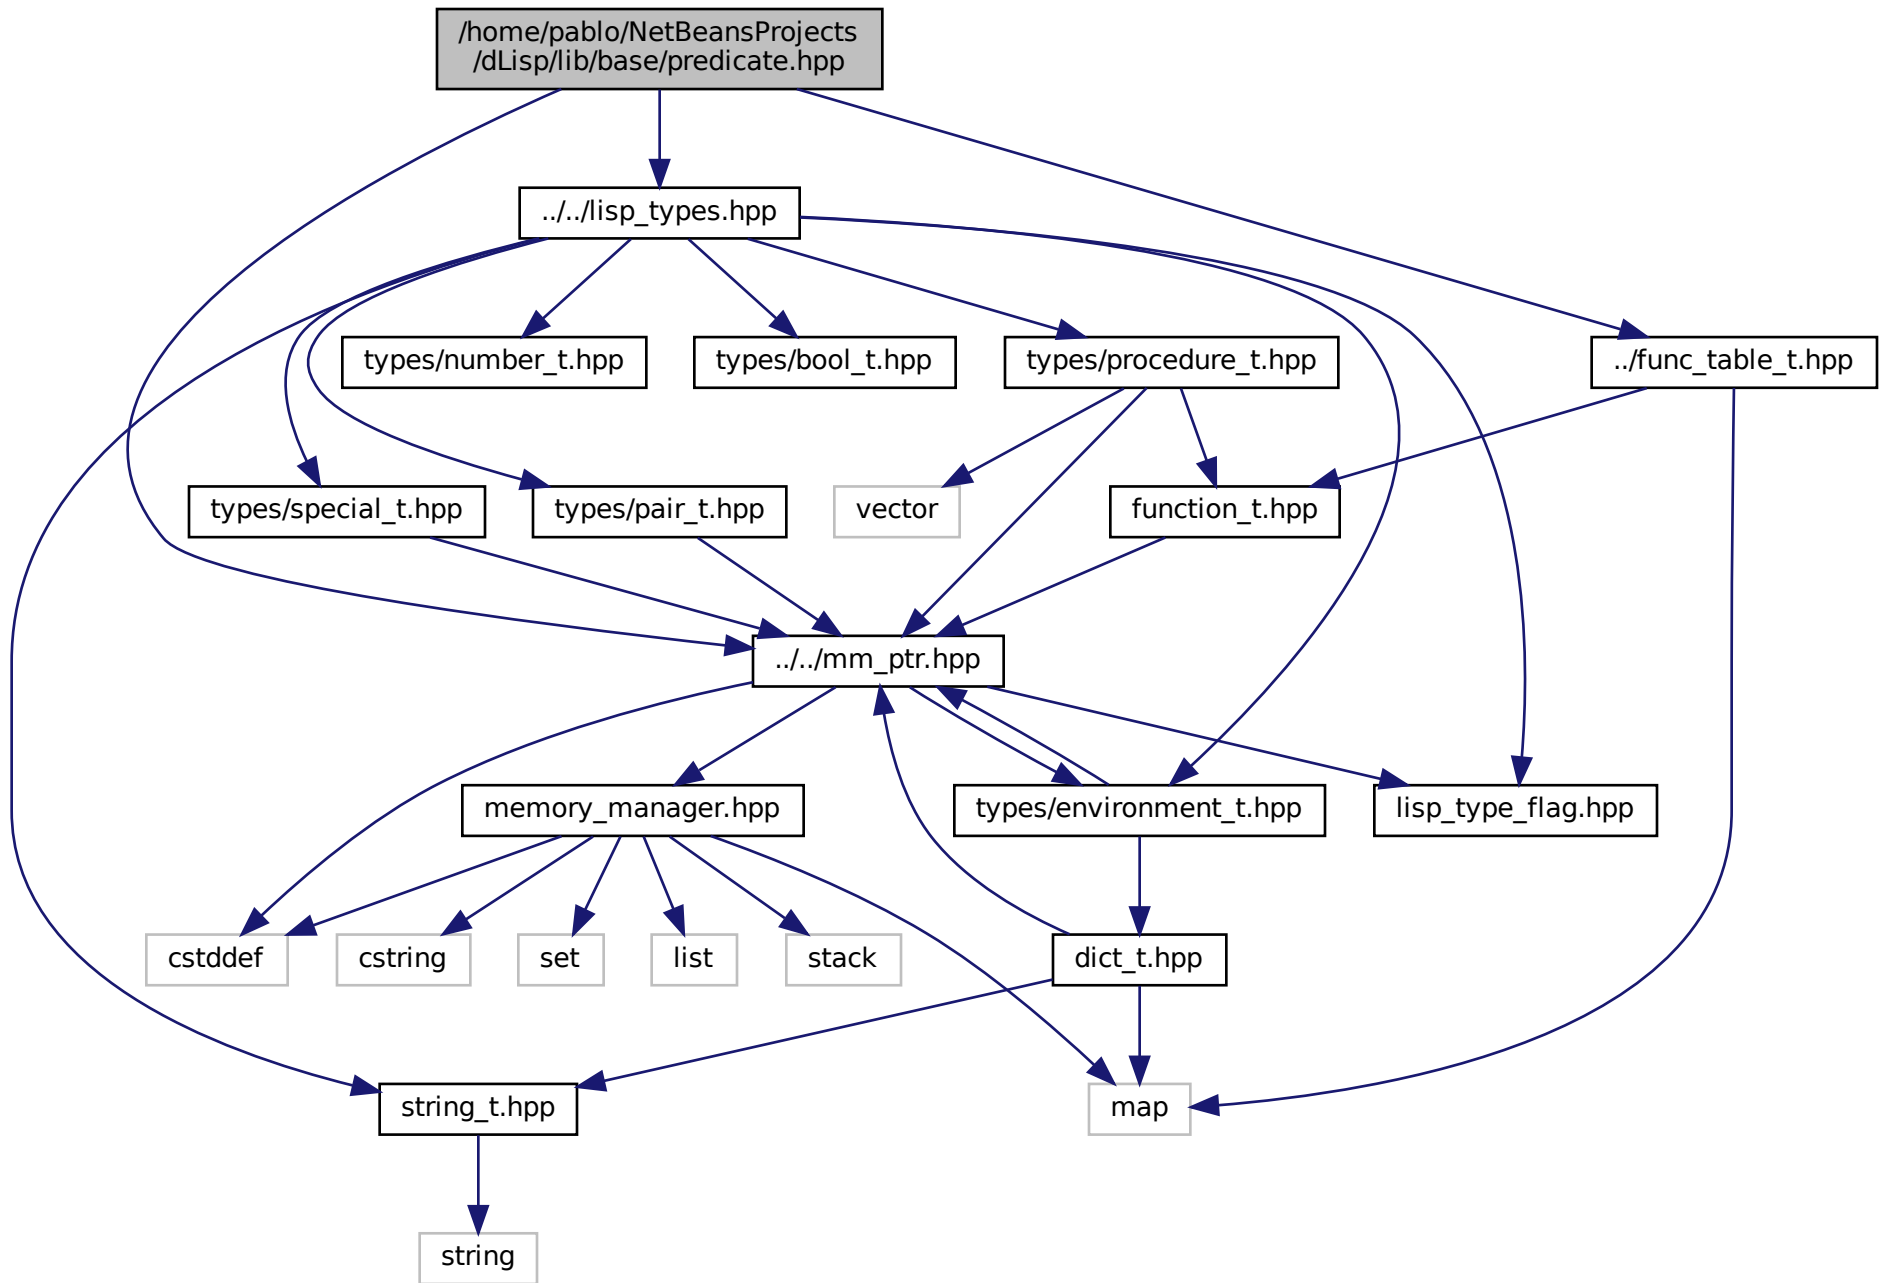 /home/pablo/NetBeansProjects
/dLisp/lib/base/predicate.hpp
../../lisp_types.hpp
types/number_t.hpp
types/bool_t.hpp
types/procedure_t.hpp
../func_table_t.hpp
types/special_t.hpp
types/pair_t.hpp
vector
function_t.hpp
../../mm_ptr.hpp
memory_manager.hpp
types/environment_t.hpp
lisp_type_flag.hpp
cstddef
cstring
set
list
stack
dict_t.hpp
string_t.hpp
map
string